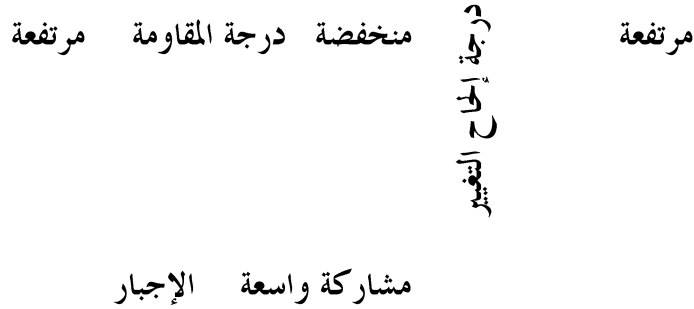 مرتفعة
درجة إلحاح التغيير
منخفضة درجة المقاومة مرتفعة
مشاركة واسعة الإجبار